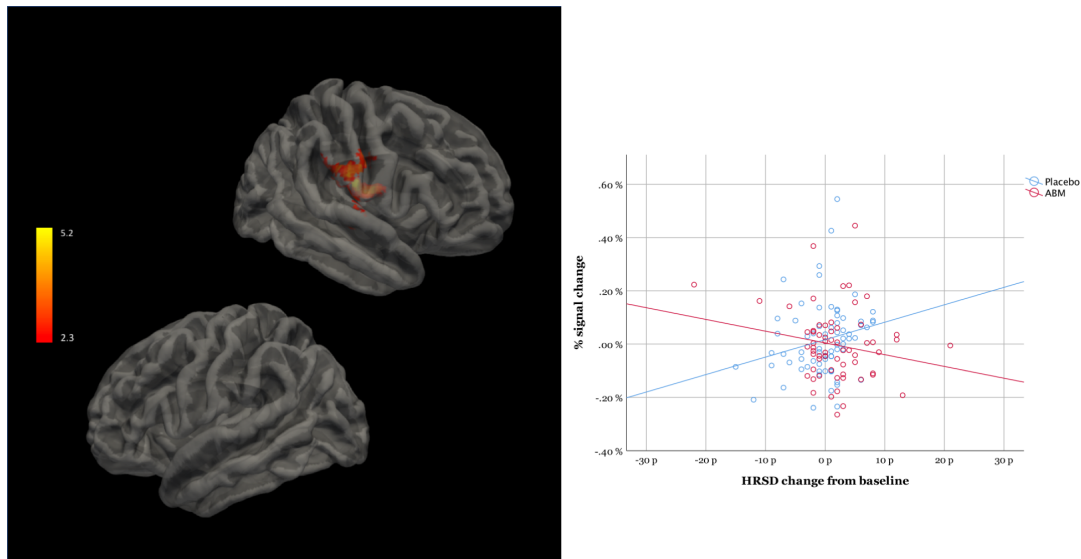 5.2
2.3
.60 %
.40 %
.20 %
.00 %
-.20 %
-.40 %
% signal change
-30 p -20 p -10 p 0 p 10 p 20 p 30 p
HRSD change from baseline
Placebo
ABM